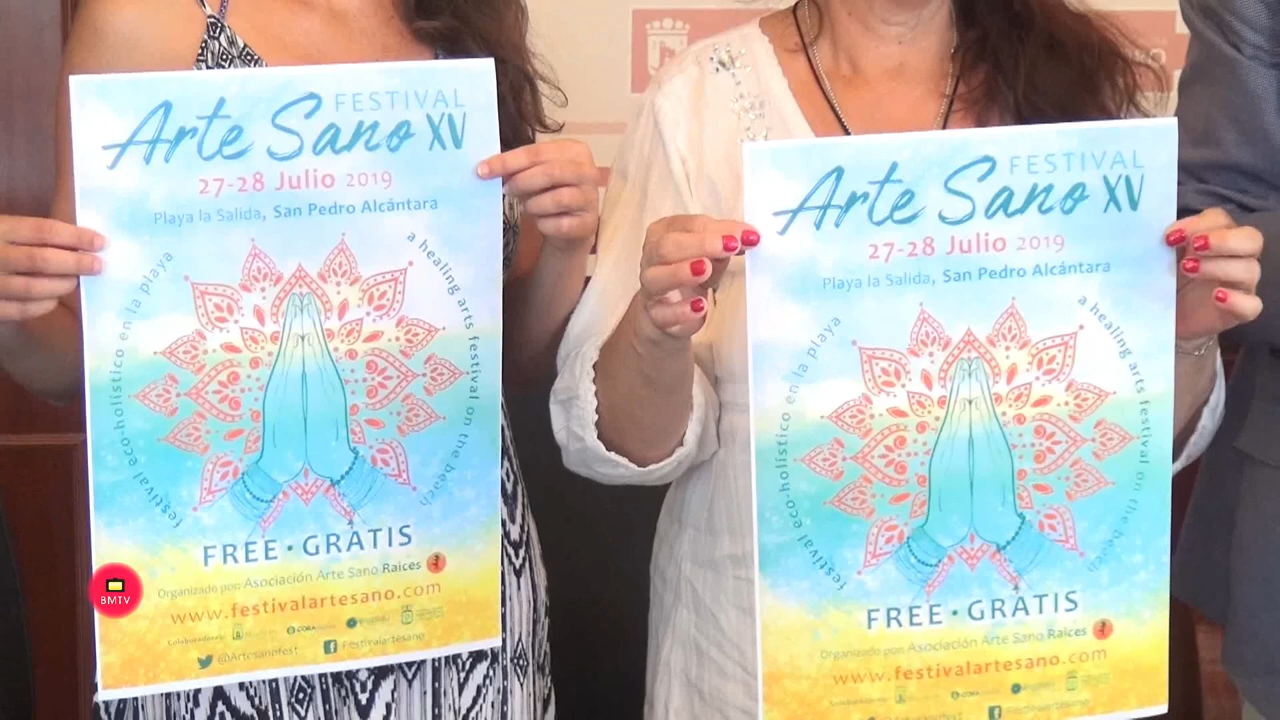 FESTIVAL
Arte Sano XV
27-28 Julio 2019
Playa la Salida, San Pedro Alcántara
festival eco-holístico en la playa
a healing arts festival on the beach
FREE · GRATIS
Organizado por: Asociación Arte Sano Raices
www.festivalartesano.com
Colaboradores:
@Artesanofest Festivalartesano
BMTV
FESTIVAL
Arte Sano XV
27-28 Julio 2019
Playa la Salida, San Pedro Alcántara
festival eco-holístico en la playa
a healing arts festival on the beach
FREE · GRATIS
Organizado por: Asociación Arte Sano Raices
www.festivalartesano.com
Festivalartesano